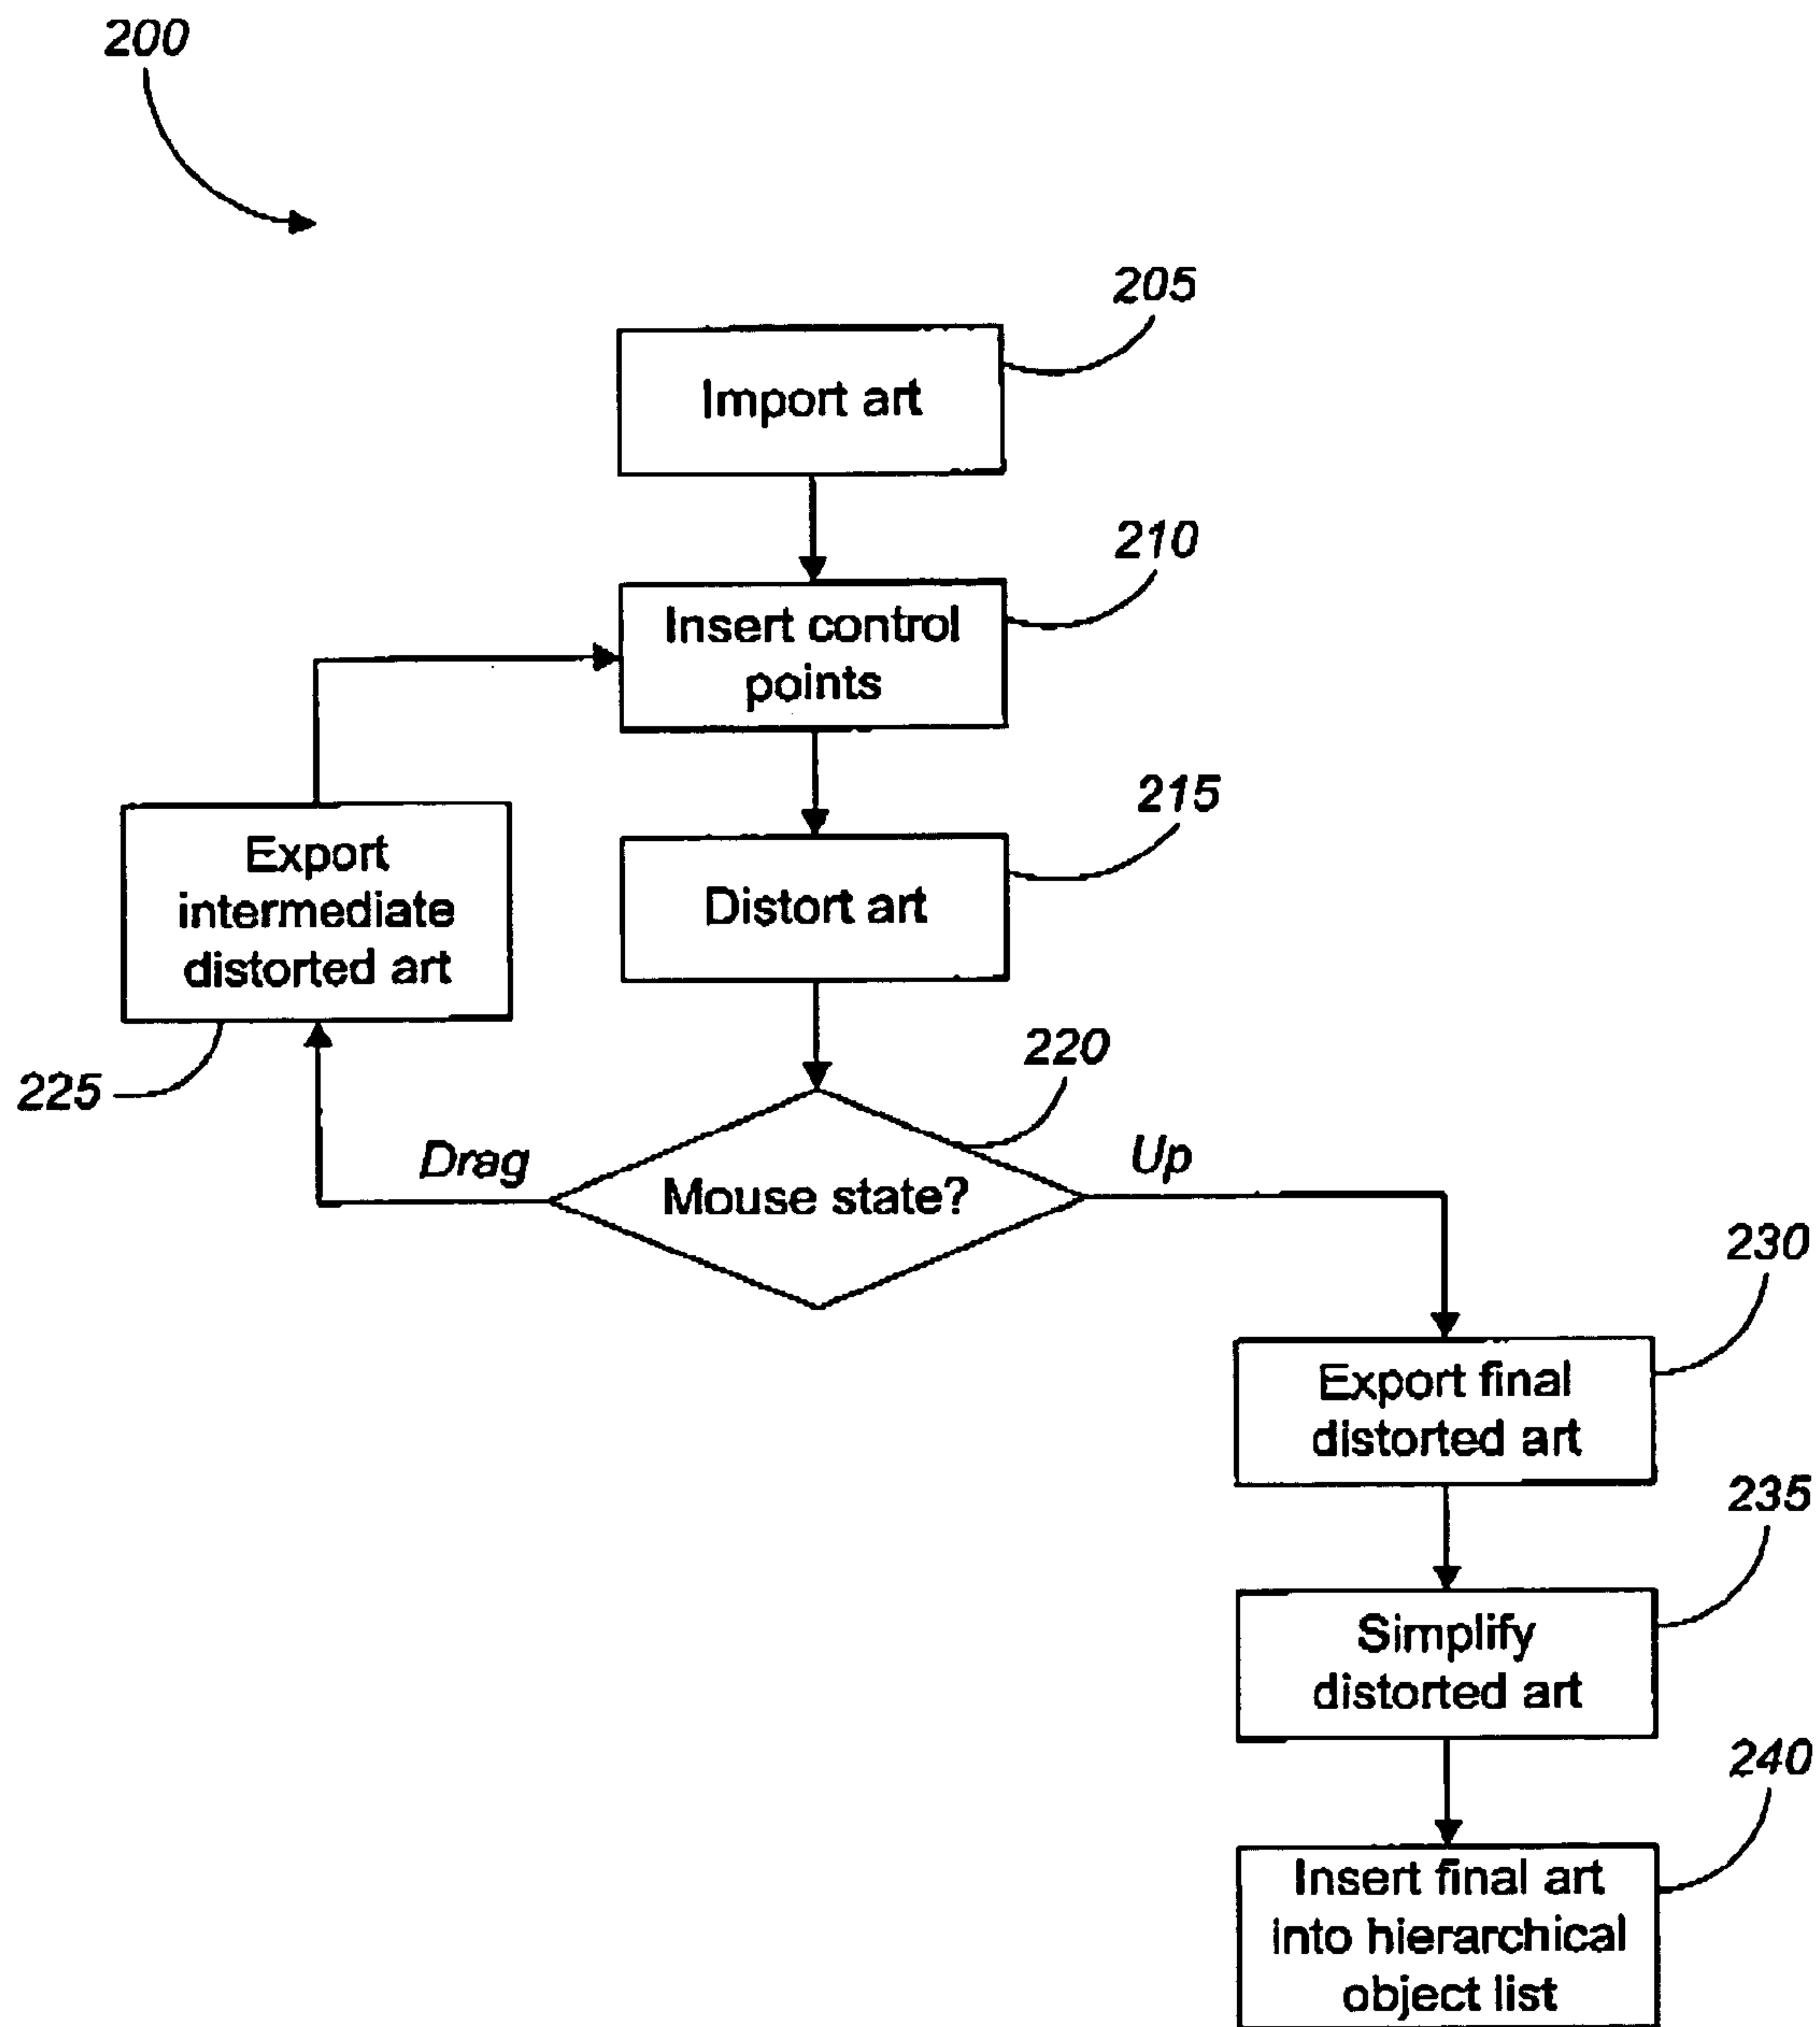 200
205
Import art
210
Insert control
points
215
Distort art
Export
intermediate
distorted art
225
220
Drag
Mouse state?
Up
230
Export final
distorted art
235
Simplify
distorted art
240
Insert final art
into hierarchical
object list